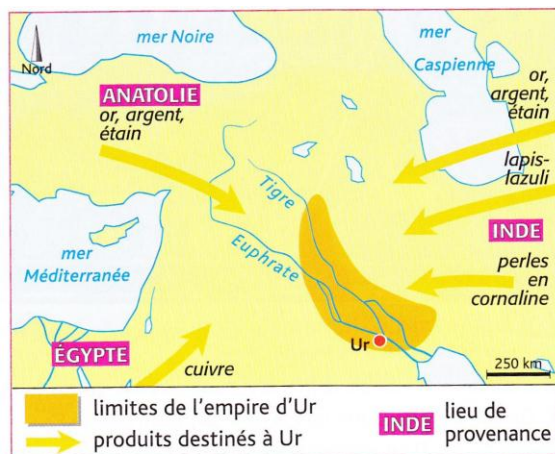 mer Noire
Nord
mer
Caspienne
ANATOLIE
or, argent,
étain
or,
argent,
étain
lapis-
lazuli
Tigre
Euphrate
INDE
mer
Méditerranée
perles
en
cornaline
Ur
ÉGYPTE
cuivre
250 km
limites de l'empire d'Ur
produits destinés à Ur
INDE
lieu de
provenance